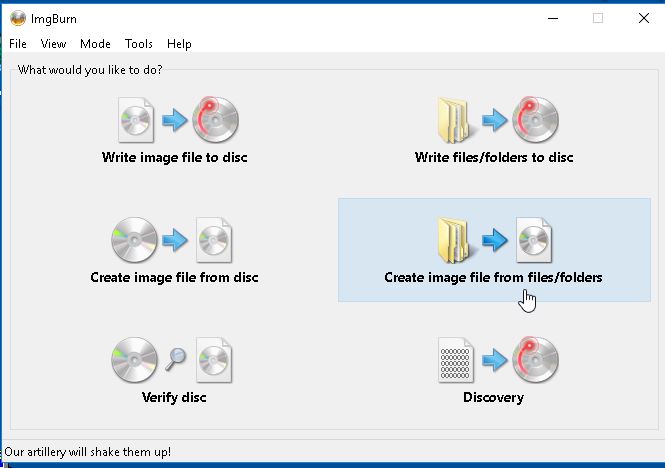 ImgBurn
File View Mode Tools Help
What would you like to do?
Write image file to disc
Write files/folders to disc
Create image file from disc
Create image file from files/folders
Verify disc
Discovery
Our artillery will shake them up!